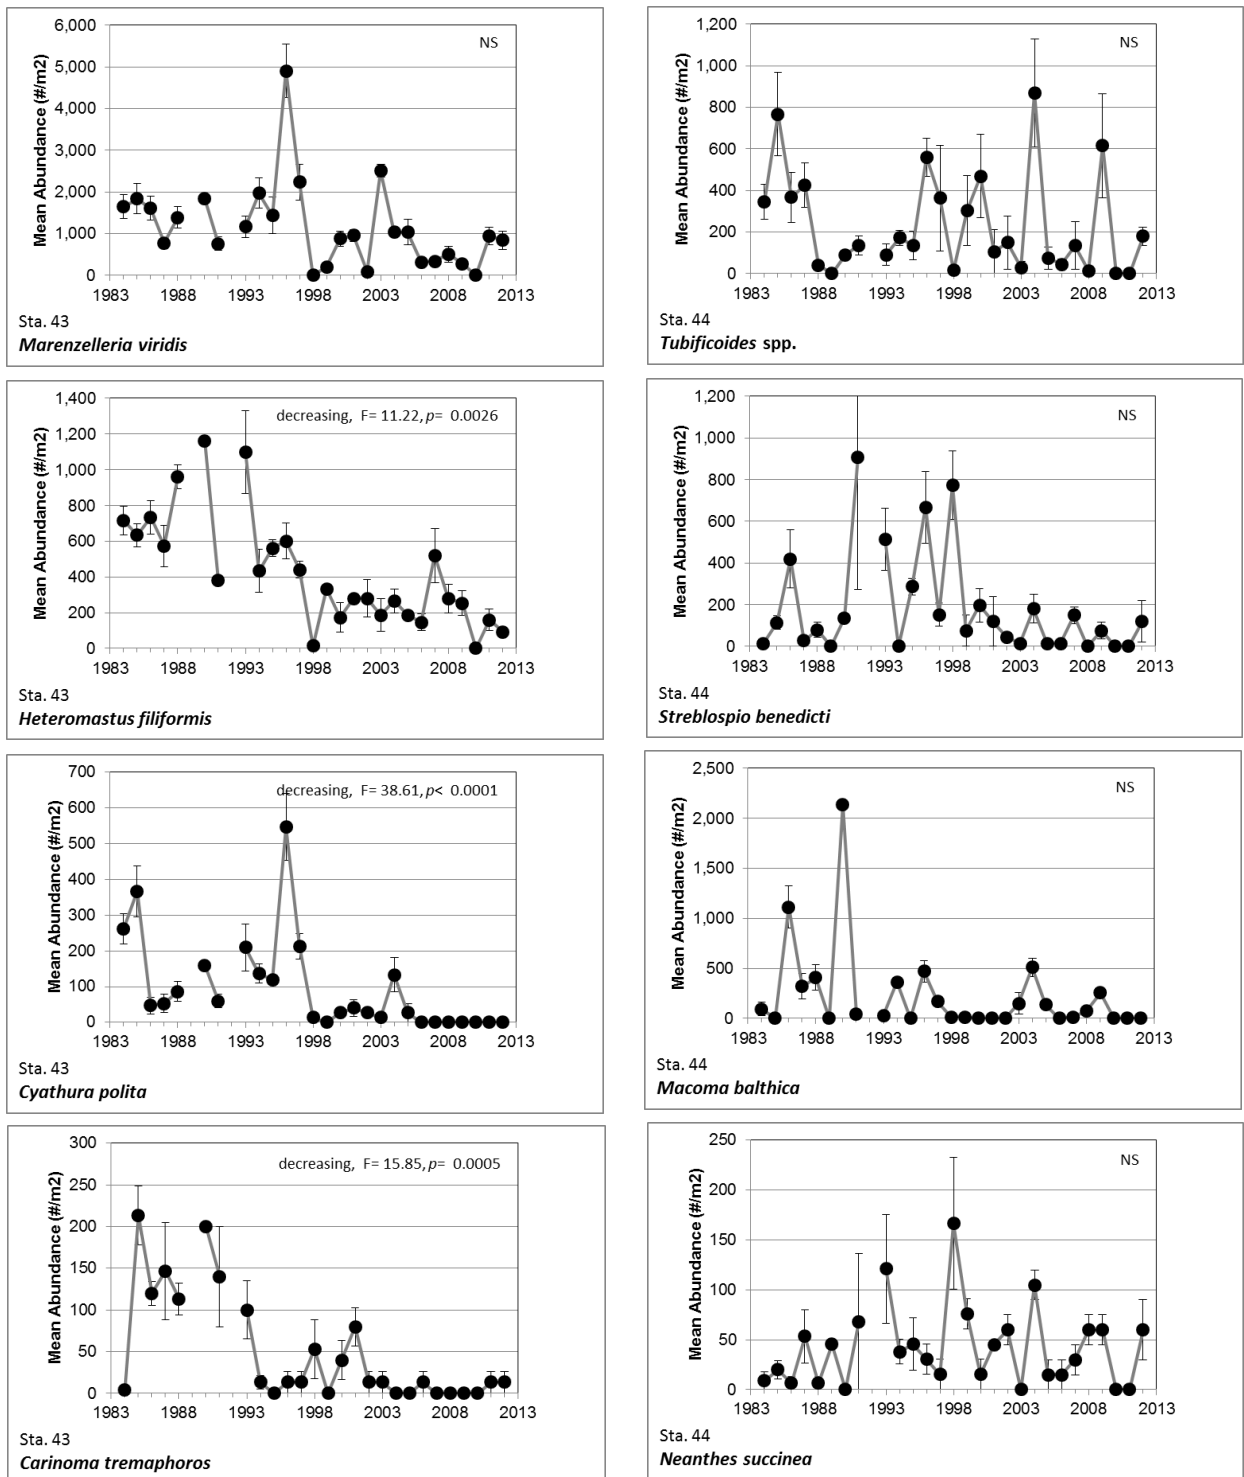 6,000
5,000
4,000
3,000
2,000
1,000
0
Mean Abundance (#/m2)
NS
1983 1988 1993 1998 2003 2008 2013
Sta. 43
Marenzelleria viridis
1,200
1,000
800
600
400
200
0
Mean Abundance (#/m2)
NS
1983 1988 1993 1998 2003 2008 2013
Sta. 44
Tubificoides spp.
1,400
1,200
1,000
800
600
400
200
0
Mean Abundance (#/m2)
decreasing, F= 11.22, p= 0.0026
1983 1988 1993 1998 2003 2008 2013
Sta. 43
Heteromastus filiformis
1,200
1,000
800
600
400
200
0
Mean Abundance (#/m2)
NS
1983 1988 1993 1998 2003 2008 2013
Sta. 44
Streblospio benedicti
700
600
500
400
300
200
100
0
Mean Abundance (#/m2)
decreasing, F= 38.61, p< 0.0001
1983 1988 1993 1998 2003 2008 2013
Sta. 43
Cyathura polita
2,500
2,000
1,500
1,000
500
0
Mean Abundance (#/m2)
NS
1983 1988 1993 1998 2003 2008 2013
Sta. 44
Macoma balthica
300
250
200
150
100
50
0
Mean Abundance (#/m2)
decreasing, F= 15.85, p= 0.0005
1983 1988 1993 1998 2003 2008 2013
Sta. 43
Carinoma tremaphoros
250
200
150
100
50
0
Mean Abundance (#/m2)
NS
1983 1988 1993 1998 2003 2008 2013
Sta. 44
Neanthes succinea